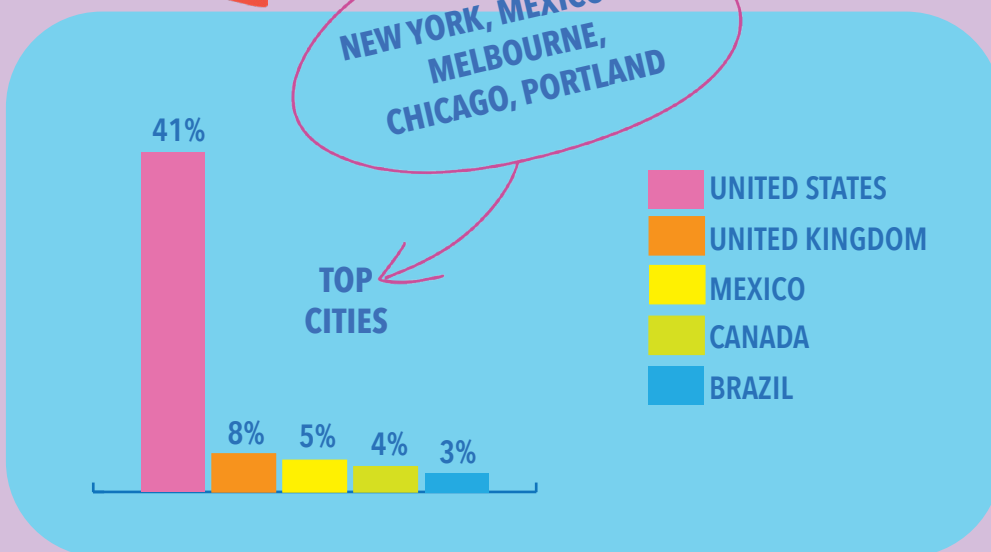 NEW YORK, MEXICO
MELBOURNE,
CHICAGO, PORTLAND
41%
TOP
CITIES
8%
5%
4%
3%
UNITED STATES
UNITED KINGDOM
MEXICO
CANADA
BRAZIL